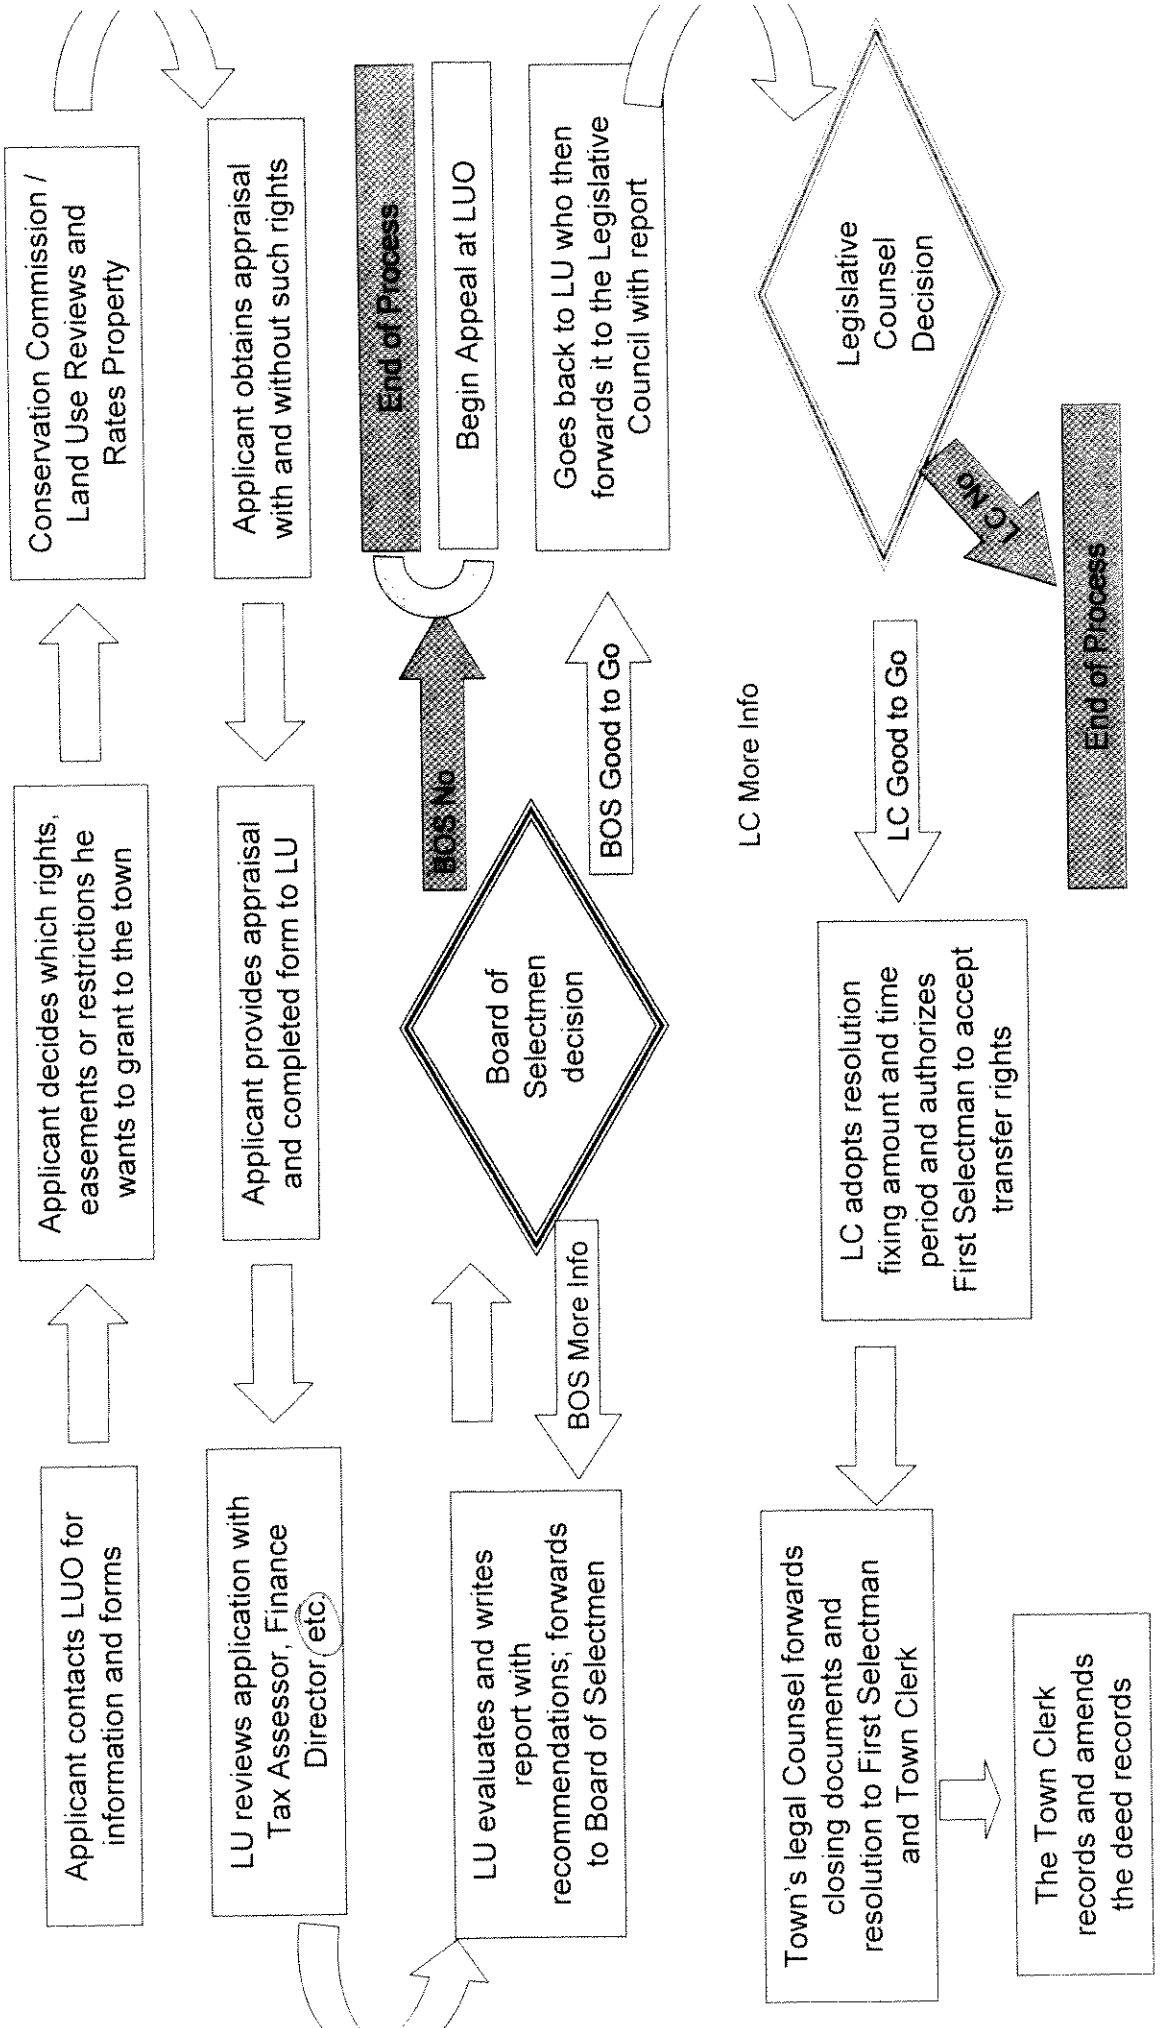 Applicant contacts LUO for
information and forms
Applicant decides which rights,
easements or restrictions he
wants to grant to the town
Conservation Commission /
Land Use Reviews and
Rates Property
Applicant obtains appraisal
with and without such rights
Applicant provides appraisal
and completed form to LU
LU reviews application with
Tax Assessor, Finance
Director etc.
LU evaluates and writes
report with
recommendations; forwards
to Board of Selectmen
BOS More Info
Board of
Selectmen
decision
BOS No
End of Process
Begin Appeal at LUO
BOS Good to Go
Goes back to LU who then
forwards it to the Legislative
Council with report
LC More Info
Legislative
Counsel
Decision
LC No
End of Process
LC Good to Go
LC adopts resolution
fixing amount and time
period and authorizes
First Selectman to accept
transfer rights
Town's legal Counsel forwards
closing documents and
resolution to First Selectman
and Town Clerk
The Town Clerk
records and amends
the deed records